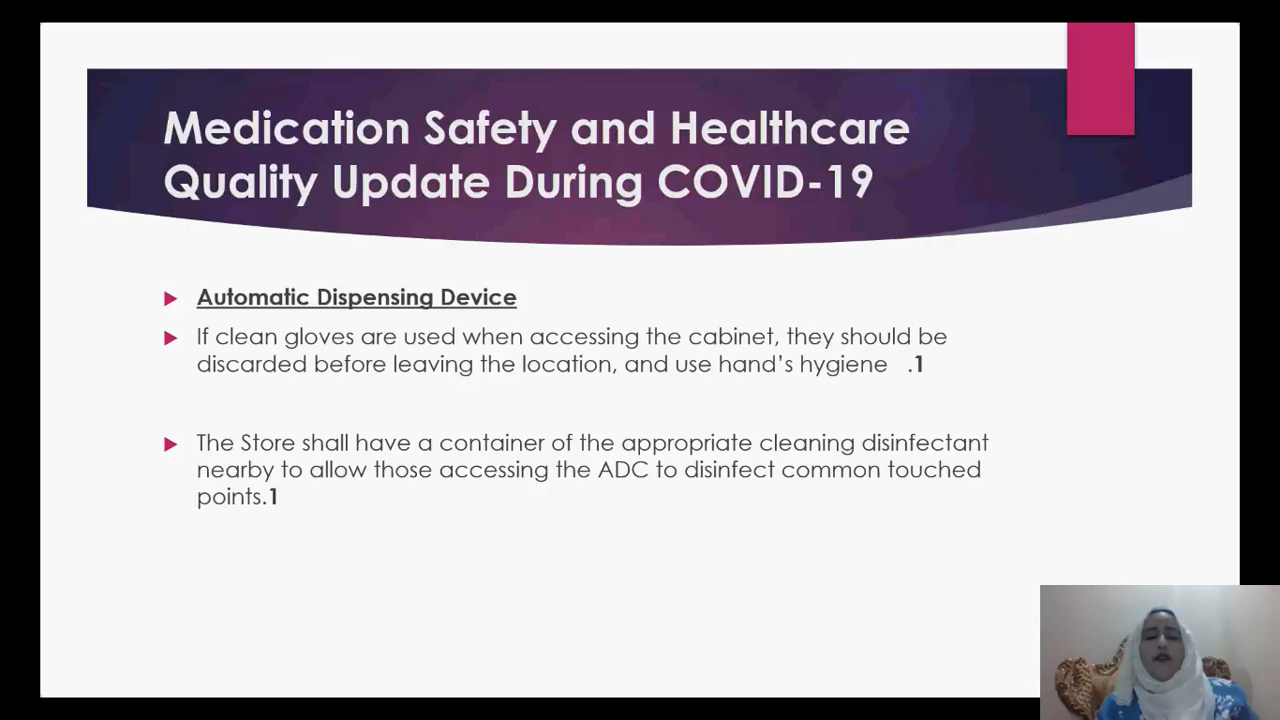 Medication Safety and Healthcare
Quality Update During COVID-19
Automatic Dispensing Device
If clean gloves are used when accessing the cabinet, they should be
discarded before leaving the location, and use hand’s hygiene .1
The Store shall have a container of the appropriate cleaning disinfectant
nearby to allow those accessing the ADC to disinfect common touched
points.1